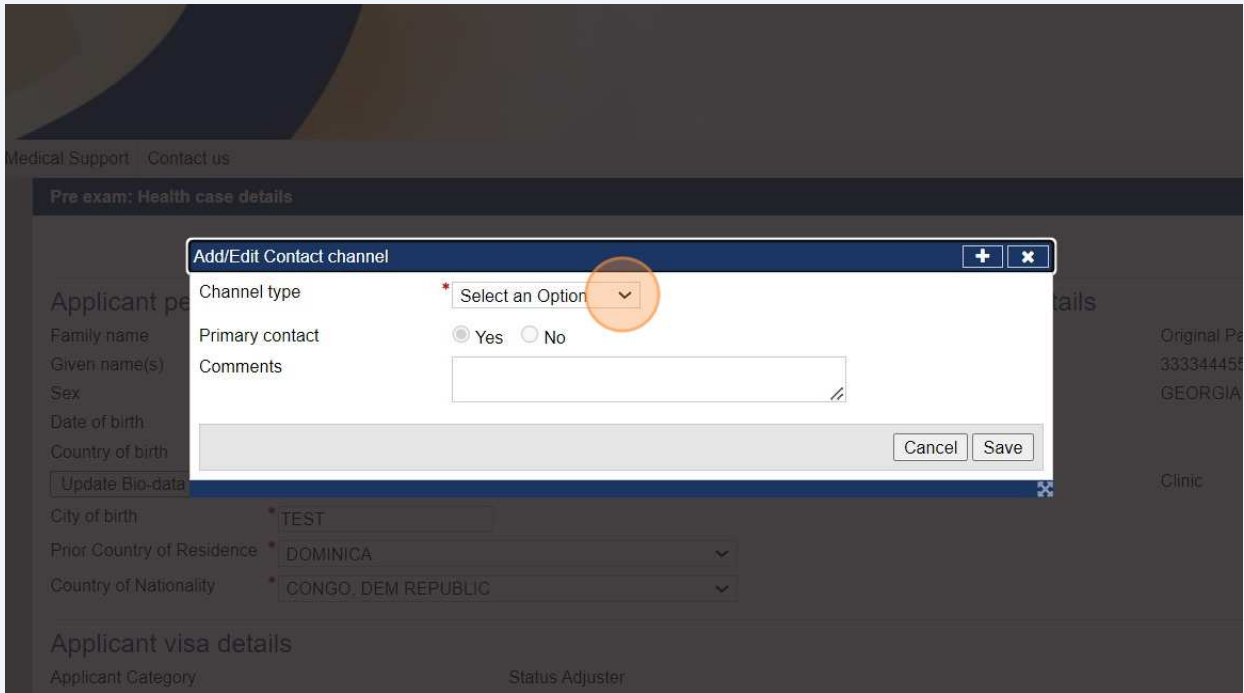 Medical Support Contact us
Pre exam: Health case details
Add/Edit Contact channel
Channel type * Select an Option
Primary contact Yes No
Comments
Cancel Save
Applicant pe
tails
Family name
Original Pa
Given name(s)
333344455
Sex
GEORGIA
Date of birth
Country of birth
Update Bio-data
Clinic
City of birth * TEST
Prior Country of Residence * DOMINICA
Country of Nationality * CONGO, DEM REPUBLIC
Applicant visa details
Applicant Category Status Adjuster